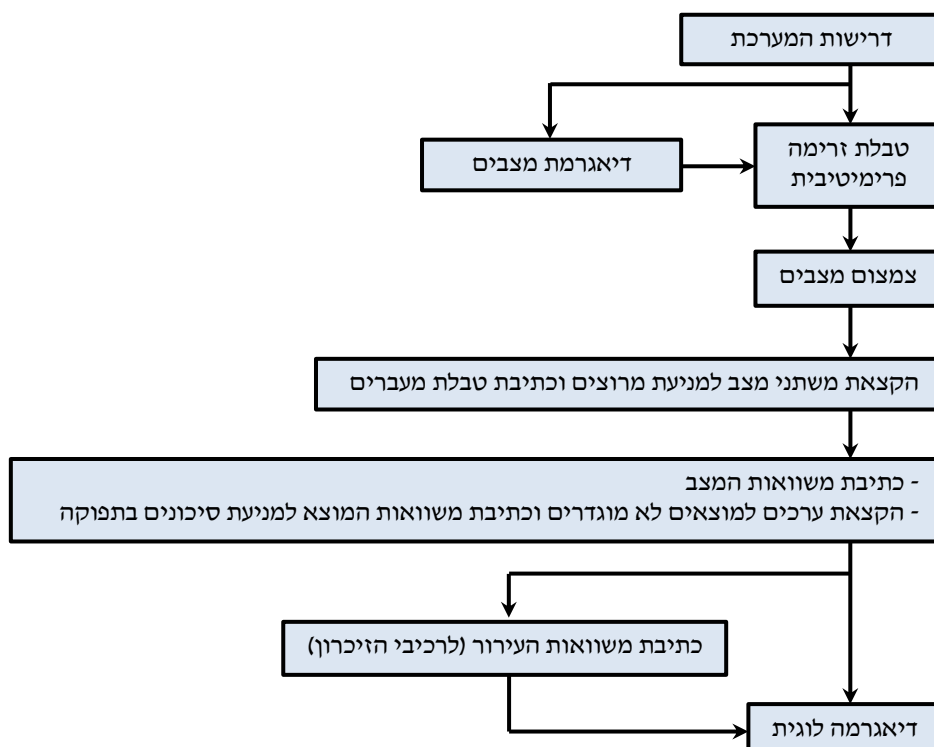 דרישות המערכת
טבלת זרימה
פרימיטיבית
דיאגרמת מצבים
צמצום מצבים
הקצאת משתני מצב למניעת מרוצים וכתיבת טבלת מעברים
- כתיבת משוואות המצב
- הקצאת ערכים למוצאים לא מוגדרים וכתיבת משוואות המוצא למניעת סיכונים בתפוקה
כתיבת משוואות העירור (לרכיבי הזיכרון)
דיאגרמה לוגית